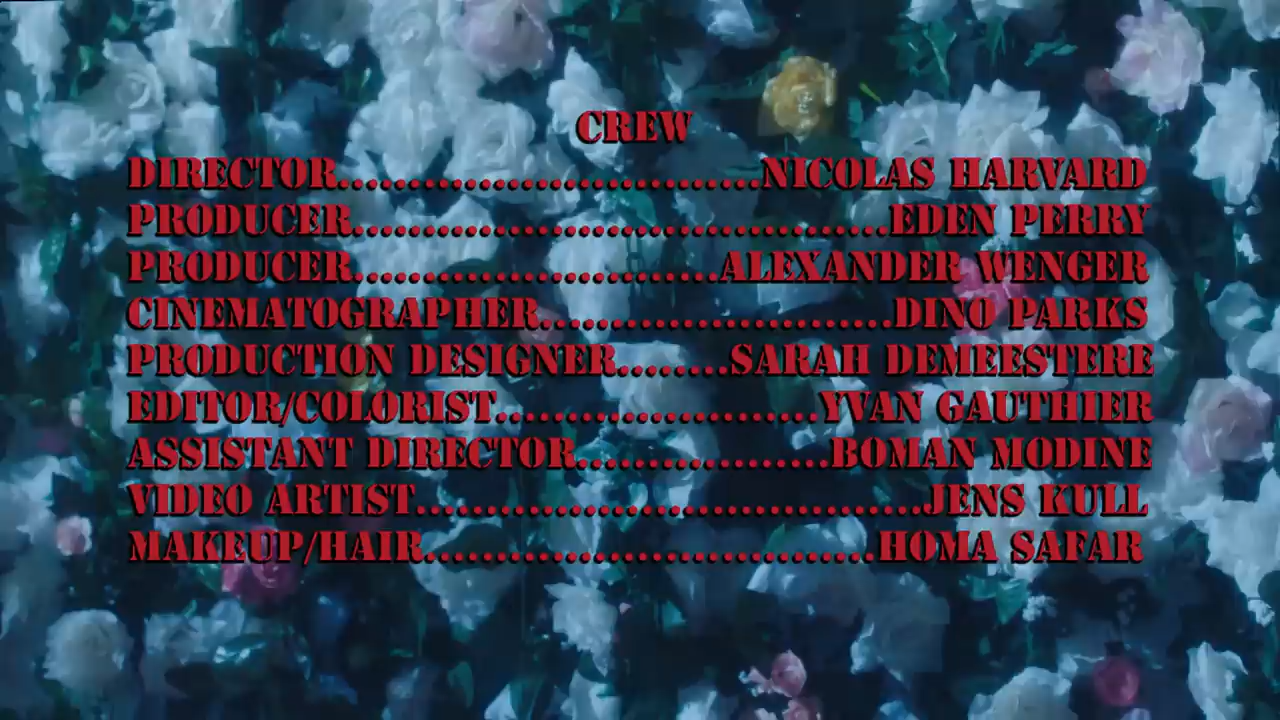 CREW
DIRECTOR..............................NICOLAS HARVARD
PRODUCER.....................................EDEN PERRY
PRODUCER.........................ALEXANDER WENGER
CINEMATOGRAPHER.........................DINO PARKS
PRODUCTION DESIGNER........SARAH DEMEESTERE
EDITOR/COLORIST.......................YVAN GAUTHIER
ASSISTANT DIRECTOR..................BOMAN MODINE
VIDEO ARTIST....................................JENS KULL
MAKEUP/HAIR................................HOMA SAFAR